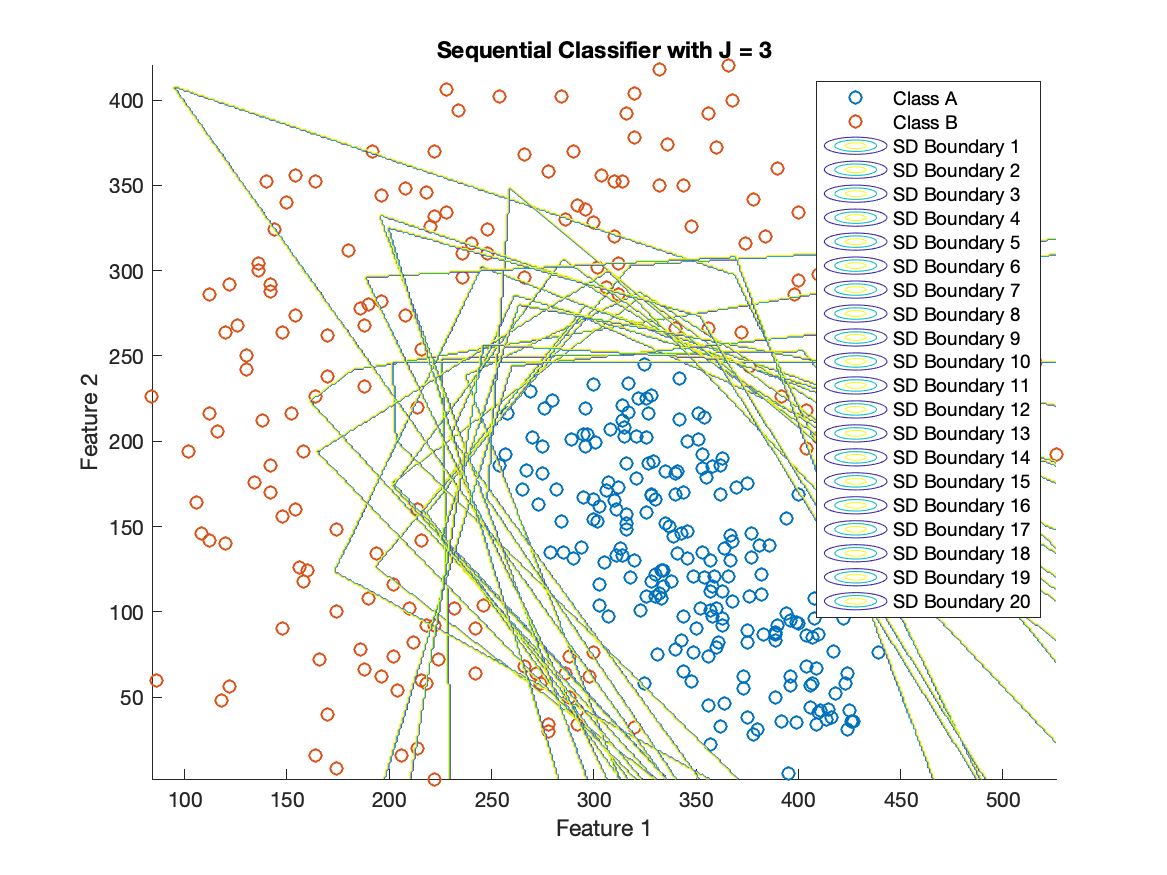 Sequential Classifier with J = 3
Class A
Class B
SD Boundary 1
SD Boundary 2
SD Boundary 3
SD Boundary 4
SD Boundary 5
SD Boundary 6
SD Boundary 7
SD Boundary 8
SD Boundary 9
SD Boundary 10
SD Boundary 11
SD Boundary 12
SD Boundary 13
SD Boundary 14
SD Boundary 15
SD Boundary 16
SD Boundary 17
SD Boundary 18
SD Boundary 19
SD Boundary 20
Feature 2
400
350
300
250
200
150
100
50
100 150 200 250 300 350 400 450 500
Feature 1